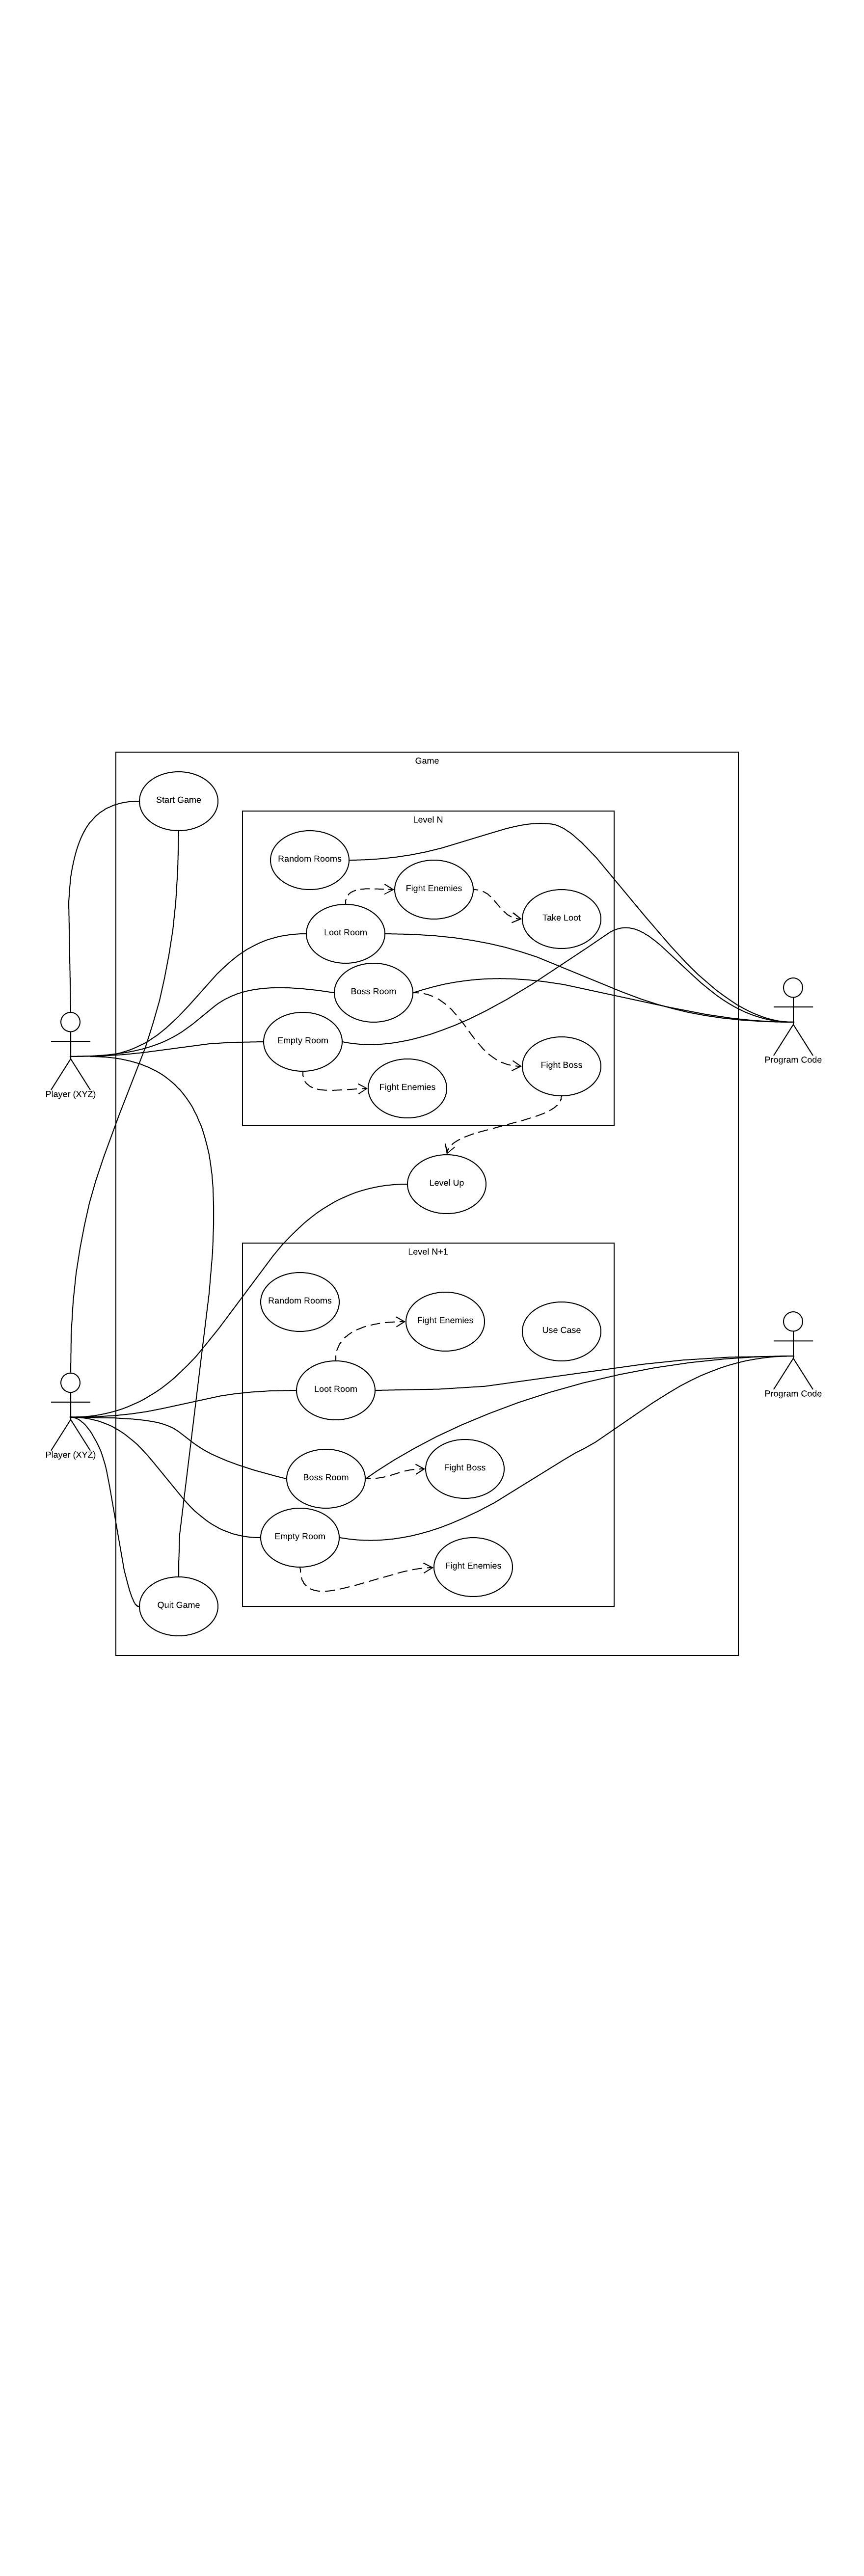 Game
Start Game
Level N
Random Rooms
Fight Enemies
Take Loot
Loot Room
Boss Room
Empty Room
Fight Boss
Fight Enemies
Player (XYZ)
Program Code
Level Up
Level N+1
Random Rooms
Fight Enemies
Use Case
Loot Room
Program Code
Player (XYZ)
Boss Room
Fight Boss
Empty Room
Fight Enemies
Quit Game